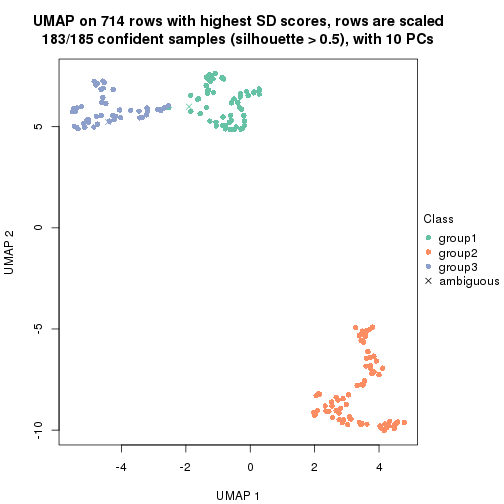 UMAP on 714 rows with highest SD scores, rows are scaled
183/185 confident samples (silhouette > 0.5), with 10 PCs
5
0
-5
-10
UMAP 2
-4
-2
0
2
4
UMAP 1
Class
group1
group2
group3
ambiguous